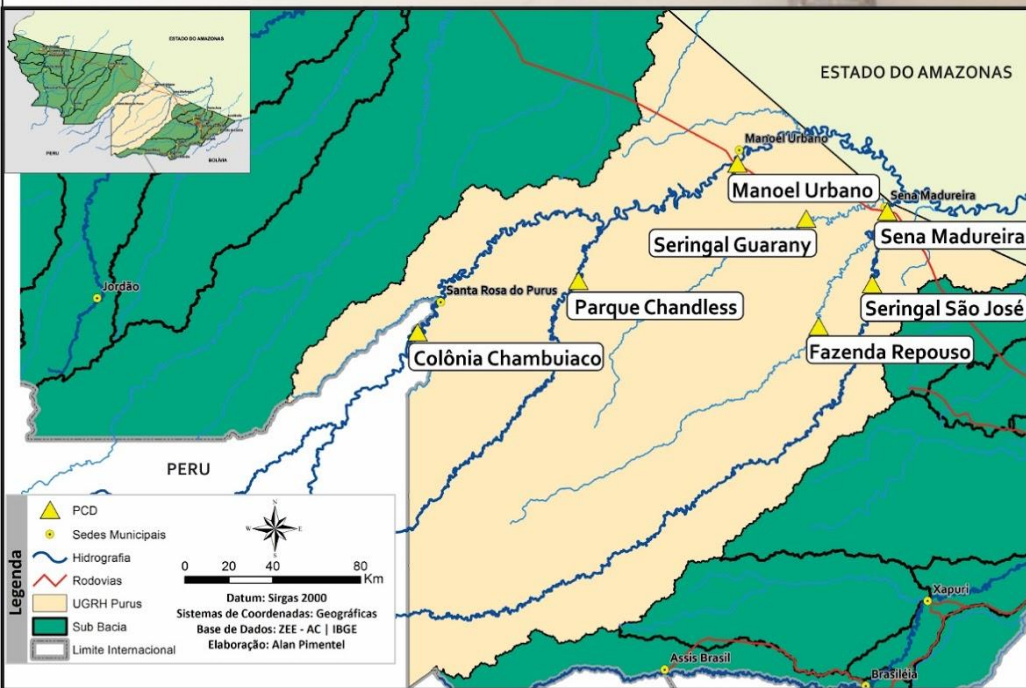 ESTADO DO AMAZONAS
PERU
BOLÍVIA
ESTADO DO AMAZONAS
Manoel Urbano
Manoel Urbano
Sena Madureira
Seringal Guarany
Sena Madureira
Jordão
Santa Rosa do Purus
Parque Chandless
Seringal São José
Colônia Chambuiaco
Fazenda Repouso
PERU
Legenda
PCD
Sedes Municipais
Hidrografia
Rodovias
UGRH Purus
Sub Bacia
Limite Internacional
N
W
E
S
0 20 40 80
Km
Datum: Sirgas 2000
Sistemas de Coordenadas: Geográficas
Base de Dados: ZEE - AC | IBGE
Elaboração: Alan Pimentel
Xapuri
Assis Brasil
Brasiléia